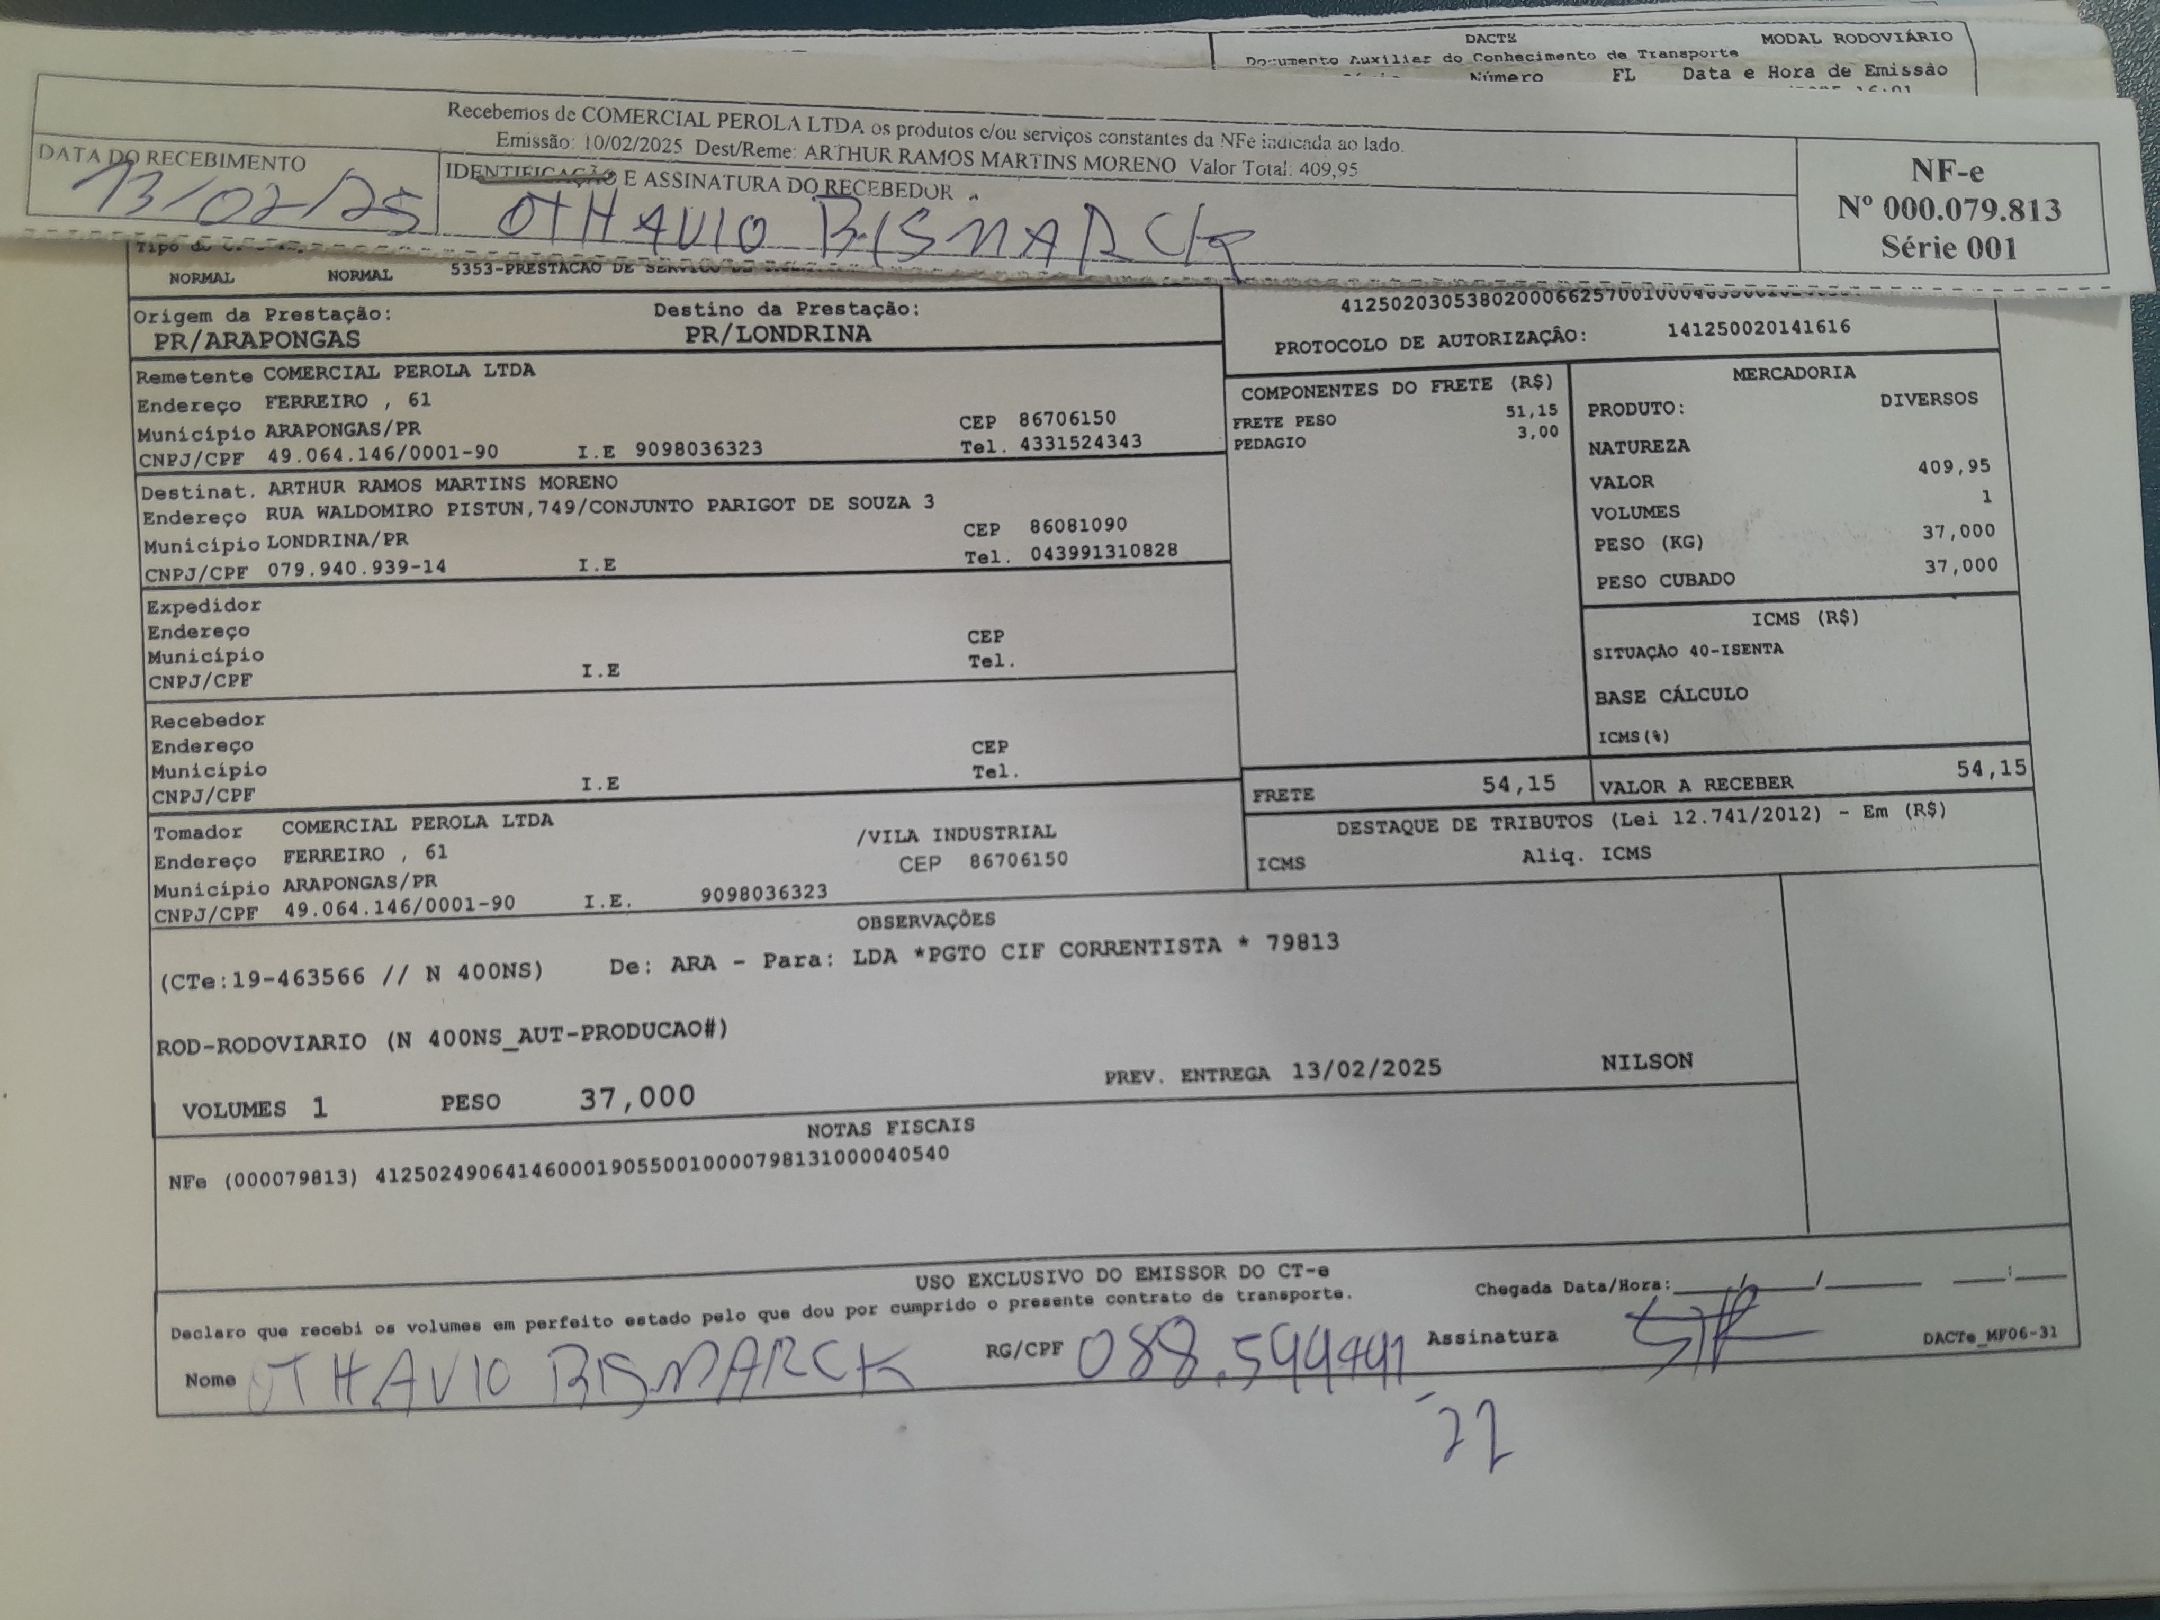 DACTE MODAL RODOVIÁRIO
Documento Auxiliar do Conhecimento de Transporte
Número FL Data e Hora de Emissão
16:01
Recebemos de COMERCIAL PEROLA LTDA os produtos e/ou serviços constantes da NFe indicada ao lado.
Emissão: 10/02/2025 Dest/Reme: ARTHUR RAMOS MARTINS MORENO Valor Total: 409,95
DATA DO RECEBIMENTO
13/02/25
IDENTIFICAÇÃO E ASSINATURA DO RECEBEDOR
OTHAVIO BISMARCK
NF-e
Nº 000.079.813
Série 001
NORMAL NORMAL 5353-PRESTACAO DE SERVICO DE
Origem da Prestação: Destino da Prestação:
PR/ARAPONGAS PR/LONDRINA
PROTOCOLO DE AUTORIZAÇÃO: 141250020141616
Remetente COMERCIAL PEROLA LTDA
Endereço FERREIRO , 61
Município ARAPONGAS/PR CEP 86706150
CNPJ/CPF 49.064.146/0001-90 I.E 9098036323 Tel. 4331524343
Destinat. ARTHUR RAMOS MARTINS MORENO
Endereço RUA WALDOMIRO PISTUN,749/CONJUNTO PARIGOT DE SOUZA 3
Município LONDRINA/PR CEP 86081090
CNPJ/CPF 079.940.939-14 I.E Tel. 043991310828
Expedidor
Endereço
Município CEP
CNPJ/CPF I.E Tel.
Recebedor
Endereço
Município CEP
CNPJ/CPF I.E Tel.
Tomador COMERCIAL PEROLA LTDA
Endereço FERREIRO , 61 /VILA INDUSTRIAL
Município ARAPONGAS/PR CEP 86706150
CNPJ/CPF 49.064.146/0001-90 I.E. 9098036323
COMPONENTES DO FRETE (R$)
FRETE PESO 51,15
PEDAGIO 3,00
MERCADORIA
PRODUTO: DIVERSOS
NATUREZA
VALOR 409,95
VOLUMES 1
PESO (KG) 37,000
PESO CUBADO 37,000
ICMS (R$)
SITUAÇÃO 40-ISENTA
BASE CÁLCULO
ICMS(%)
FRETE 54,15 VALOR A RECEBER 54,15
DESTAQUE DE TRIBUTOS (Lei 12.741/2012) - Em (R$)
ICMS Aliq. ICMS
OBSERVAÇÕES
(CTe:19-463566 // N 400NS) De: ARA - Para: LDA *PGTO CIF CORRENTISTA * 79813
ROD-RODOVIARIO (N 400NS_AUT-PRODUCAO#)
VOLUMES 1 PESO 37,000 PREV. ENTREGA 13/02/2025 NILSON
NOTAS FISCAIS
NFe (000079813) 41250249064146000190550010000798131000040540
USO EXCLUSIVO DO EMISSOR DO CT-e
Declaro que recebi os volumes em perfeito estado pelo que dou por cumprido o presente contrato de transporte. Chegada Data/Hora:
Nome OTHAVIO BISMARCK RG/CPF Assinatura DACTe_MF06-31